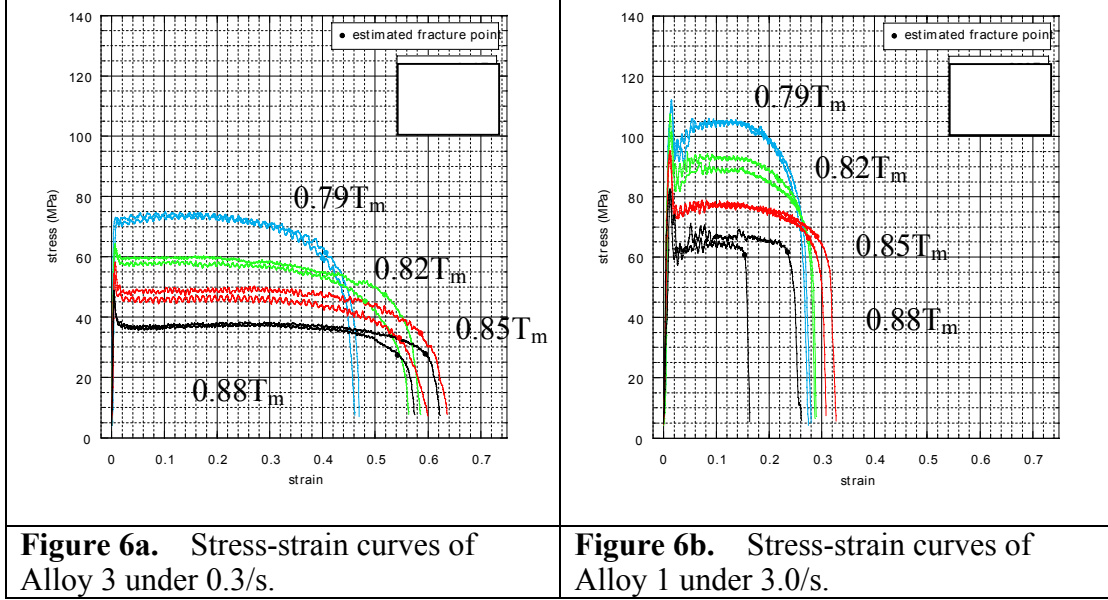 140
120
100
80
60
40
20
0
stress (MPa)
• estimated fracture point
0.79Tm
0.82Tm
0.85Tm
0.88Tm
0 0.1 0.2 0.3 0.4 0.5 0.6 0.7
strain
Figure 6a. Stress-strain curves of
Alloy 3 under 0.3/s.
140
120
100
80
60
40
20
0
stress (MPa)
• estimated fracture point
0.79Tm
0.82Tm
0.85Tm
0.88Tm
0 0.1 0.2 0.3 0.4 0.5 0.6 0.7
strain
Figure 6b. Stress-strain curves of
Alloy 1 under 3.0/s.